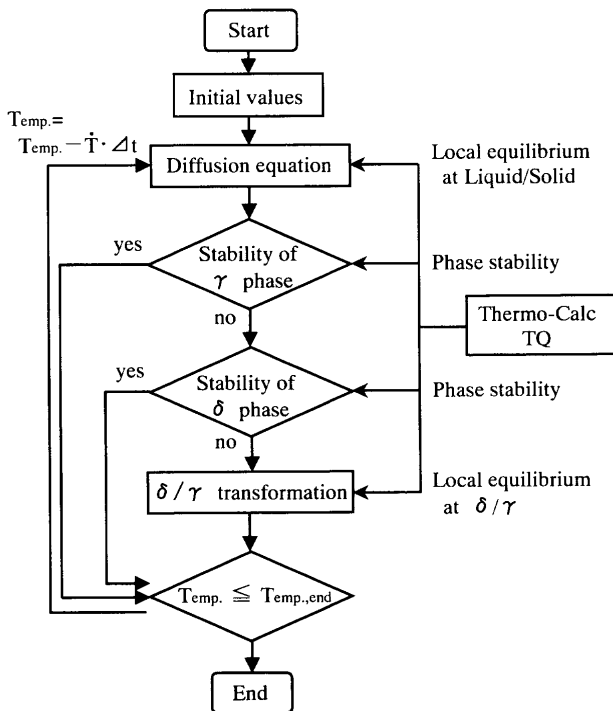 Start
Initial values
Temp.=
Temp.−Ṫ·⊿t
Diffusion equation
Local equilibrium
at Liquid/Solid
yes
Stability of
γ phase
Phase stability
no
Thermo-Calc
TQ
yes
Stability of
δ phase
Phase stability
no
δ/γ transformation
Local equilibrium
at δ/γ
Temp. ≦ Temp.,end
End